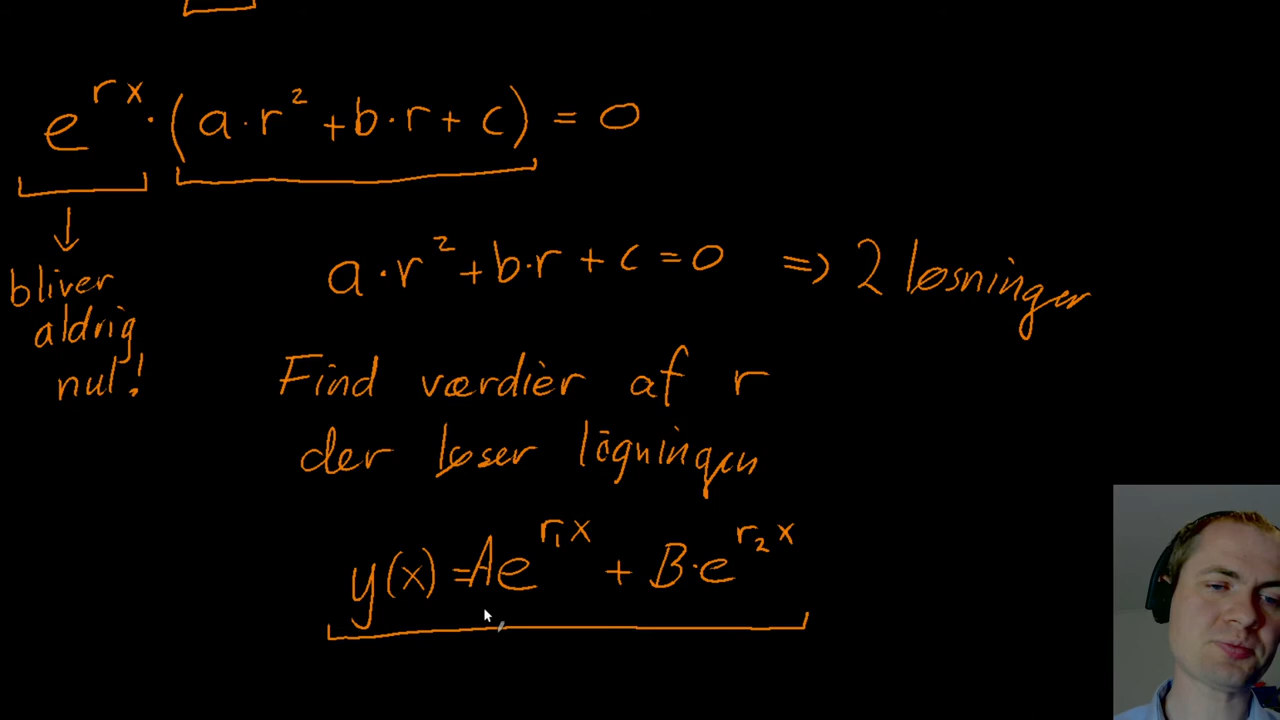 e^{rx} · (a·r² + b·r + c) = 0
bliver
aldrig
nul!
a·r² + b·r + c = 0 => 2 løsninger
Find værdier af r
der løser ligningen
y(x) = Ae^{r₁x} + B·e^{r₂x}